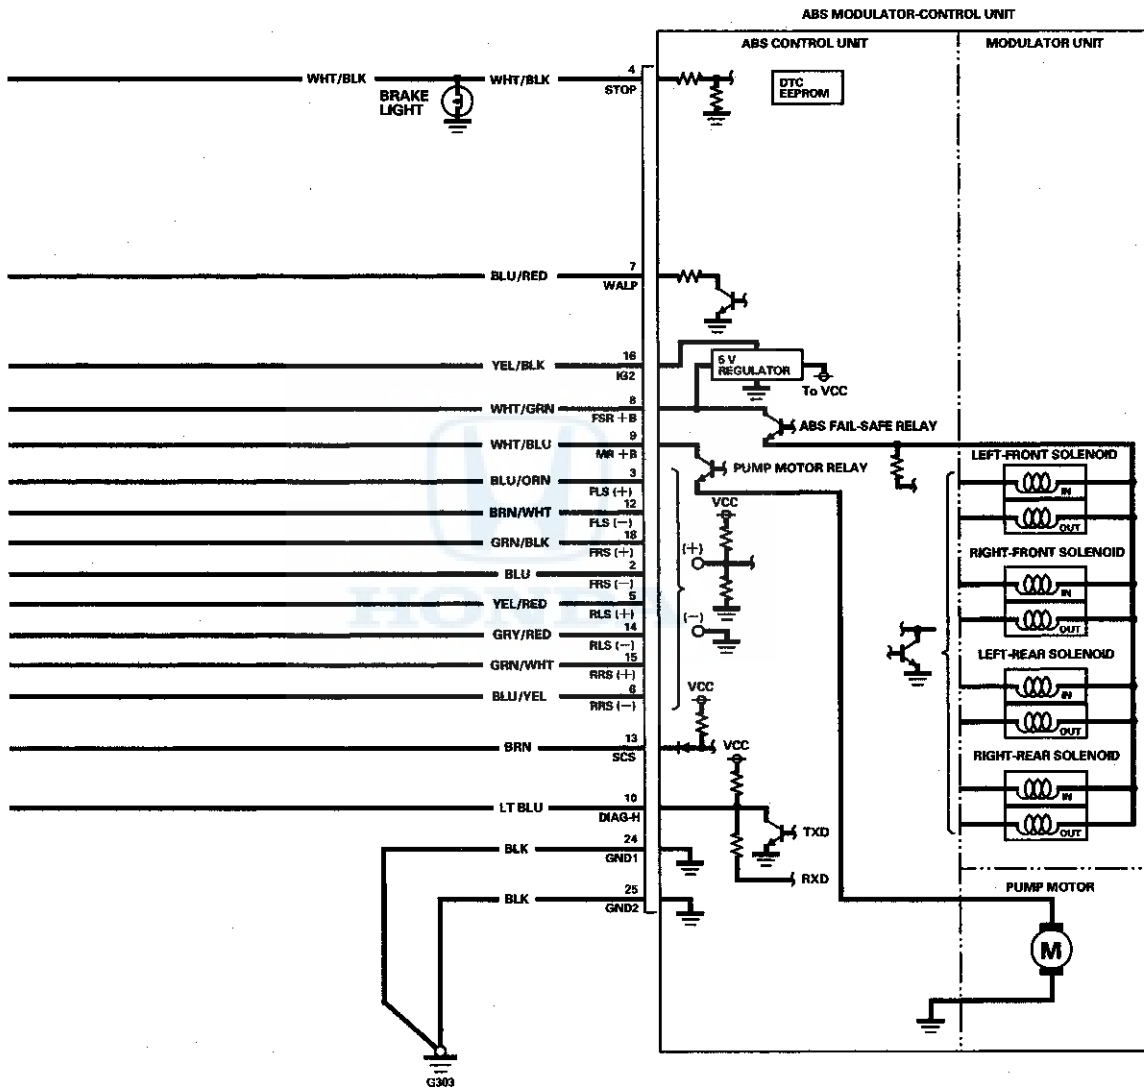 ABS MODULATOR-CONTROL UNIT
ABS CONTROL UNIT
MODULATOR UNIT
WHT/BLK
WHT/BLK
4
STOP
BRAKE
LIGHT
DTC
EEPROM
BLU/RED
7
WALP
YEL/BLK
16
IG2
5 V
REGULATOR
To VCC
WHT/GRN
8
FSR +B
ABS FAIL-SAFE RELAY
WHT/BLU
9
MR +B
PUMP MOTOR RELAY
LEFT-FRONT SOLENOID
IN
OUT
BLU/ORN
3
FLS (+)
BRN/WHT
12
FLS (−)
VCC
GRN/BLK
18
FRS (+)
(+)
RIGHT-FRONT SOLENOID
IN
OUT
BLU
2
FRS (−)
YEL/RED
5
RLS (+)
(−)
HONDA
GRY/RED
14
RLS (−)
LEFT-REAR SOLENOID
IN
OUT
GRN/WHT
15
RRS (+)
BLU/YEL
6
RRS (−)
VCC
BRN
13
SCS
VCC
RIGHT-REAR SOLENOID
IN
OUT
LT BLU
10
DIAG-H
TXD
BLK
24
GND1
RXD
BLK
25
GND2
PUMP MOTOR
M
G303